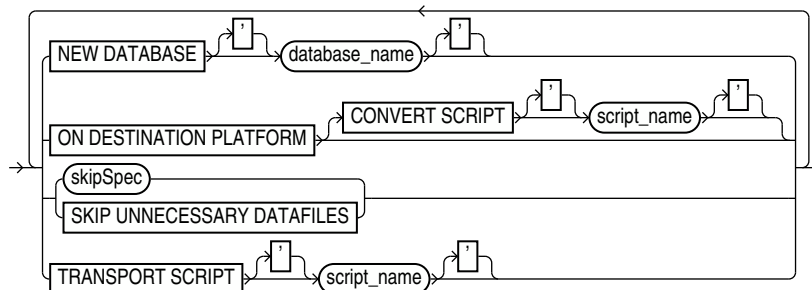 NEW DATABASE ' database_name '
ON DESTINATION PLATFORM CONVERT SCRIPT ' script_name '
skipSpec
SKIP UNNECESSARY DATAFILES
TRANSPORT SCRIPT ' script_name '